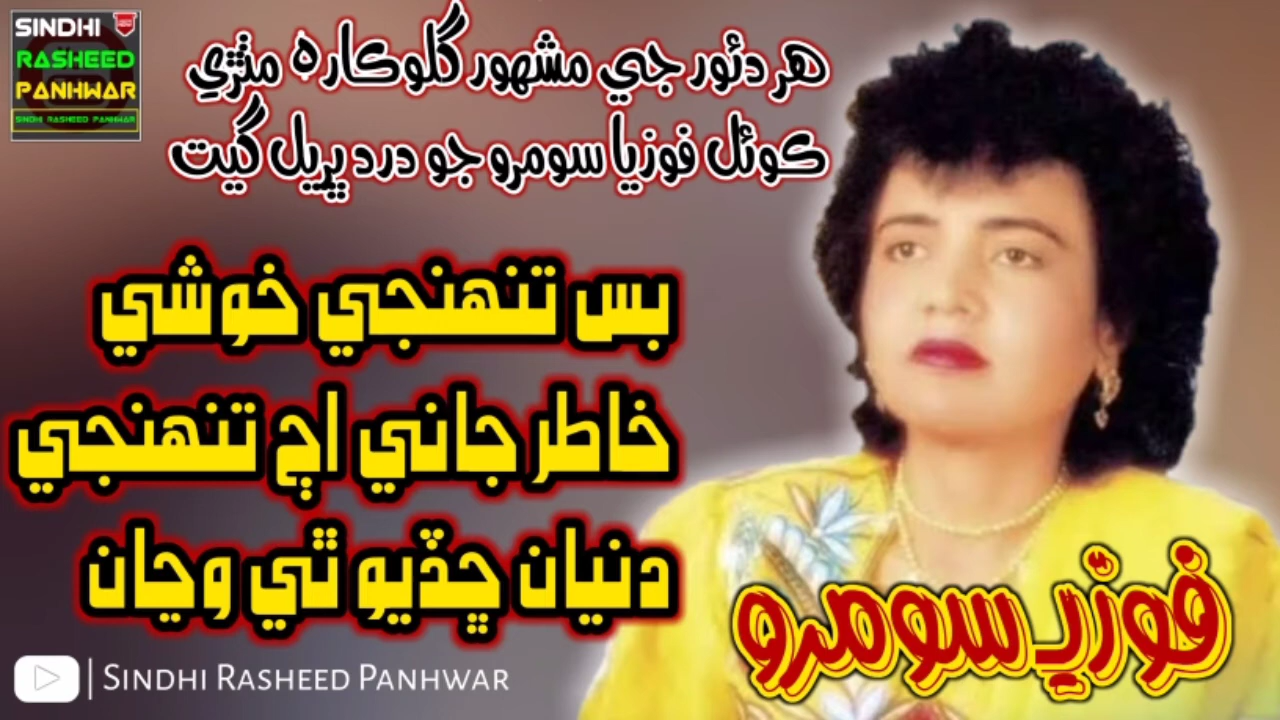 SINDHI
RASHEED
PANHWAR
SINDHI RASHEED PANHWAR
هر دئور جي مشهور گلوڪاره مٺڙي
ڪوئل فوزيا سومرو جو درد ڀريل گيت
بس تنهنجي خوشي
خاطر جاني اڄ تنهنجي
دنيان ڇڏيو ٿي وڃان
فوزيه سومرو
SINDHI RASHEED PANHWAR